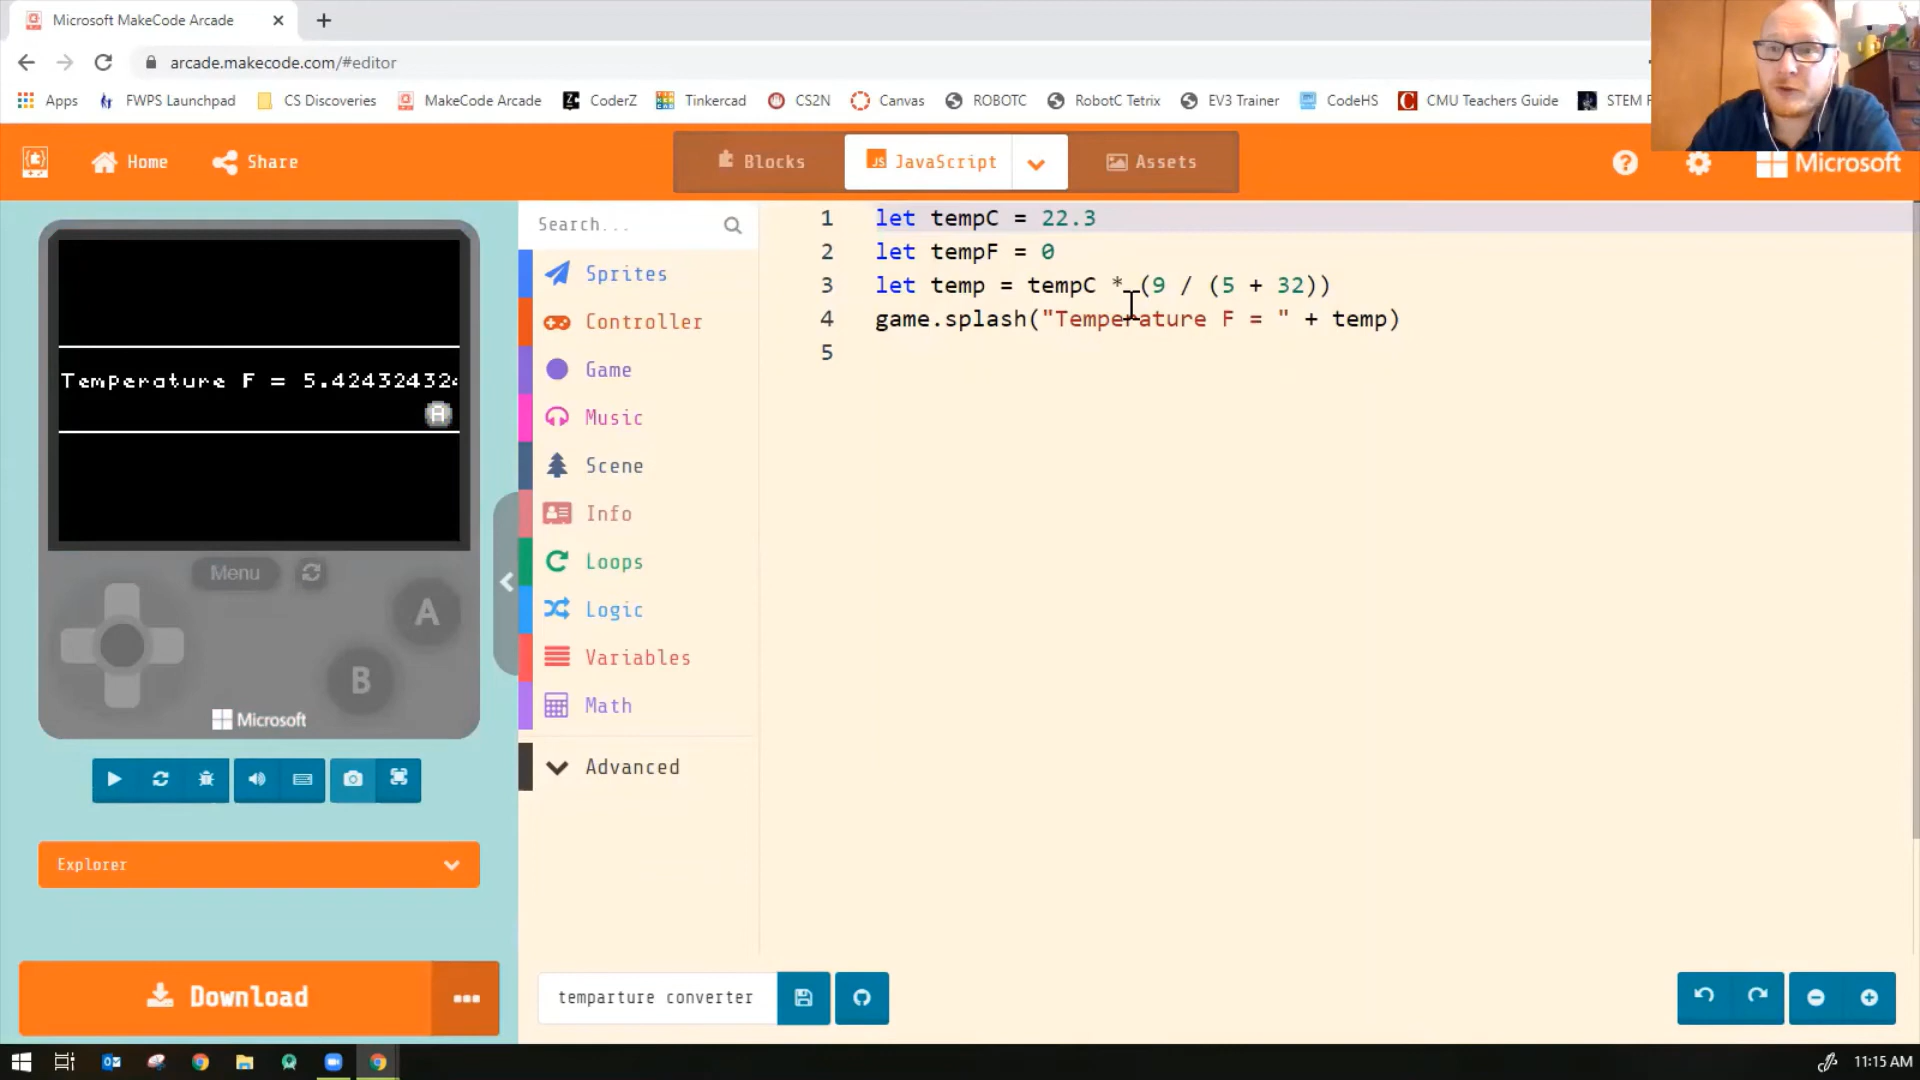 Microsoft MakeCode Arcade
arcade.makecode.com/#editor
Apps FWPS Launchpad CS Discoveries MakeCode Arcade CoderZ Tinkercad CS2N Canvas ROBOTC RobotC Tetrix EV3 Trainer CodeHS CMU Teachers Guide STEM F
Home Share Blocks JS JavaScript Assets ? Microsoft
Search...
Sprites
Controller
Game
Music
Scene
Info
Loops
Logic
Variables
Math
Advanced
1 let tempC = 22.3
2 let tempF = 0
3 let temp = tempC * (9 / (5 + 32))
4 game.splash("Temperature F = " + temp)
5
Temperature F = 5.424324324
A
Menu
A
B
Microsoft
Explorer
Download
temparture converter
11:15 AM